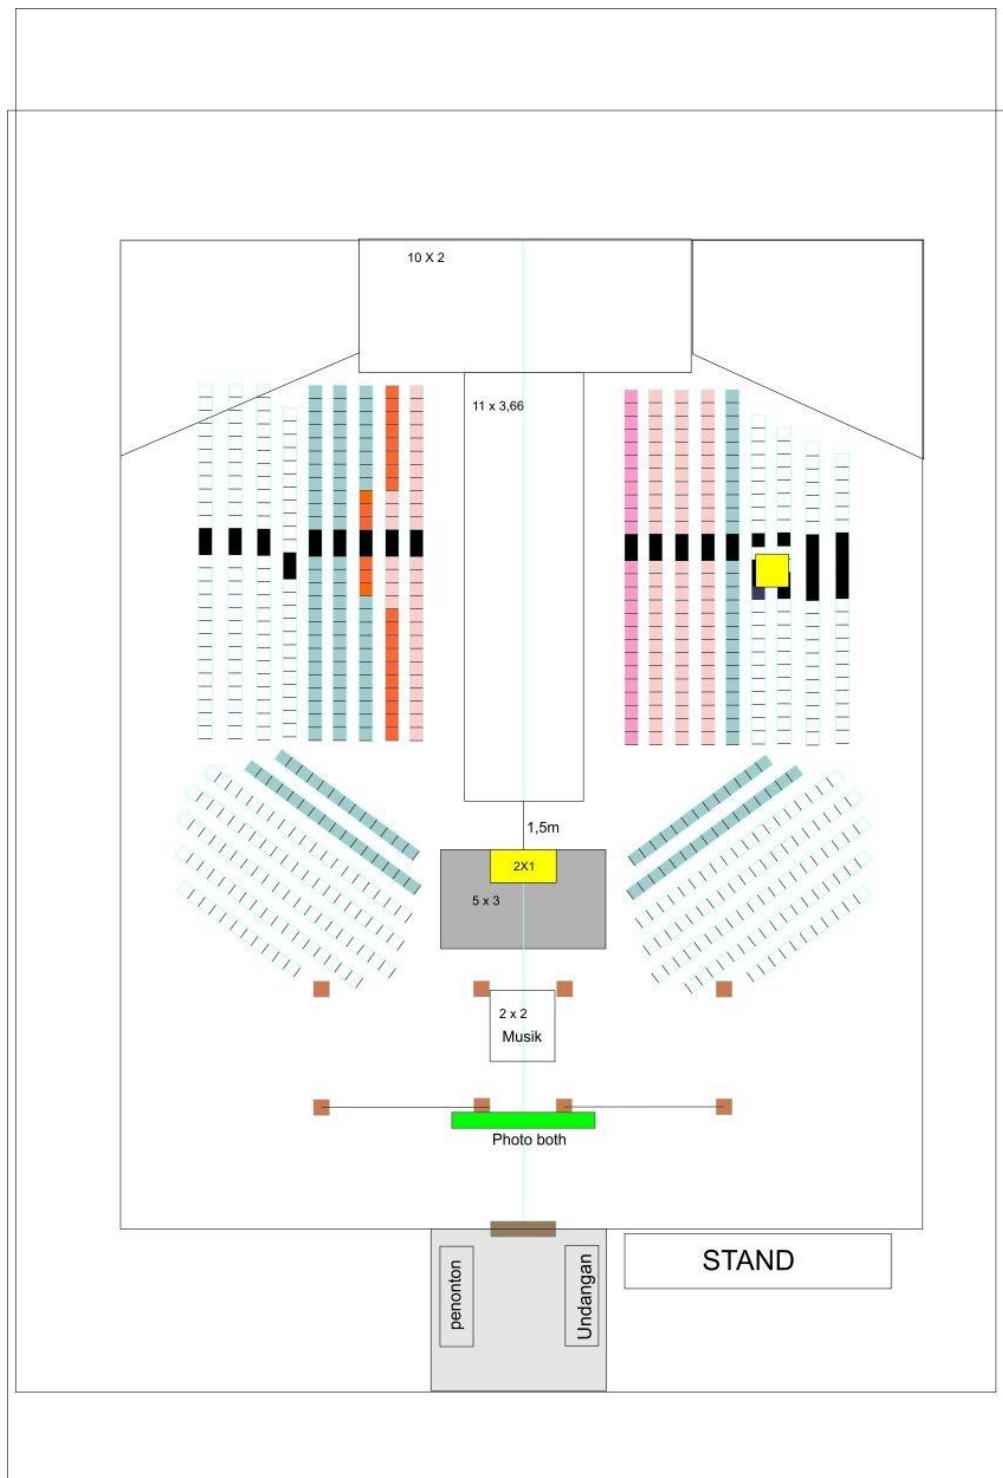 10 X 2
11 x 3,66
1,5m
2X1
5 x 3
2 x 2
Musik
Photo both
penonton
Undangan
STAND